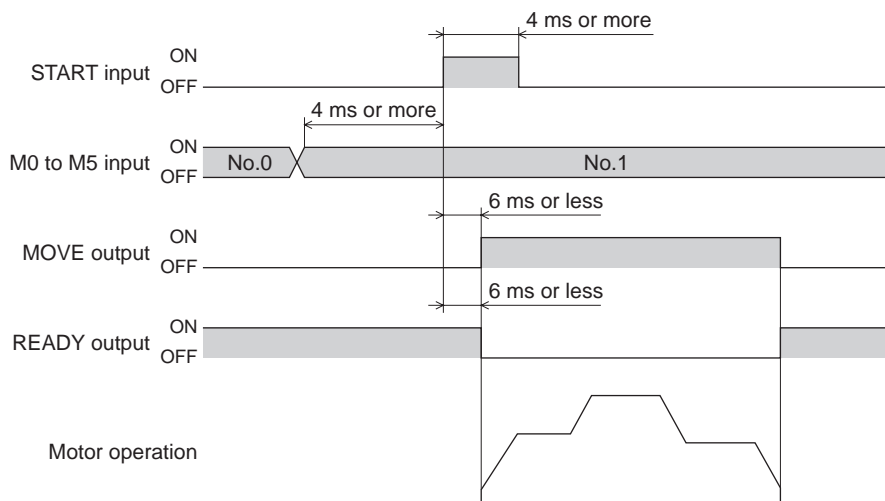 4 ms or more
ON
START input
OFF
4 ms or more
ON
M0 to M5 input
No.0
No.1
OFF
6 ms or less
ON
MOVE output
OFF
6 ms or less
ON
READY output
OFF
Motor operation